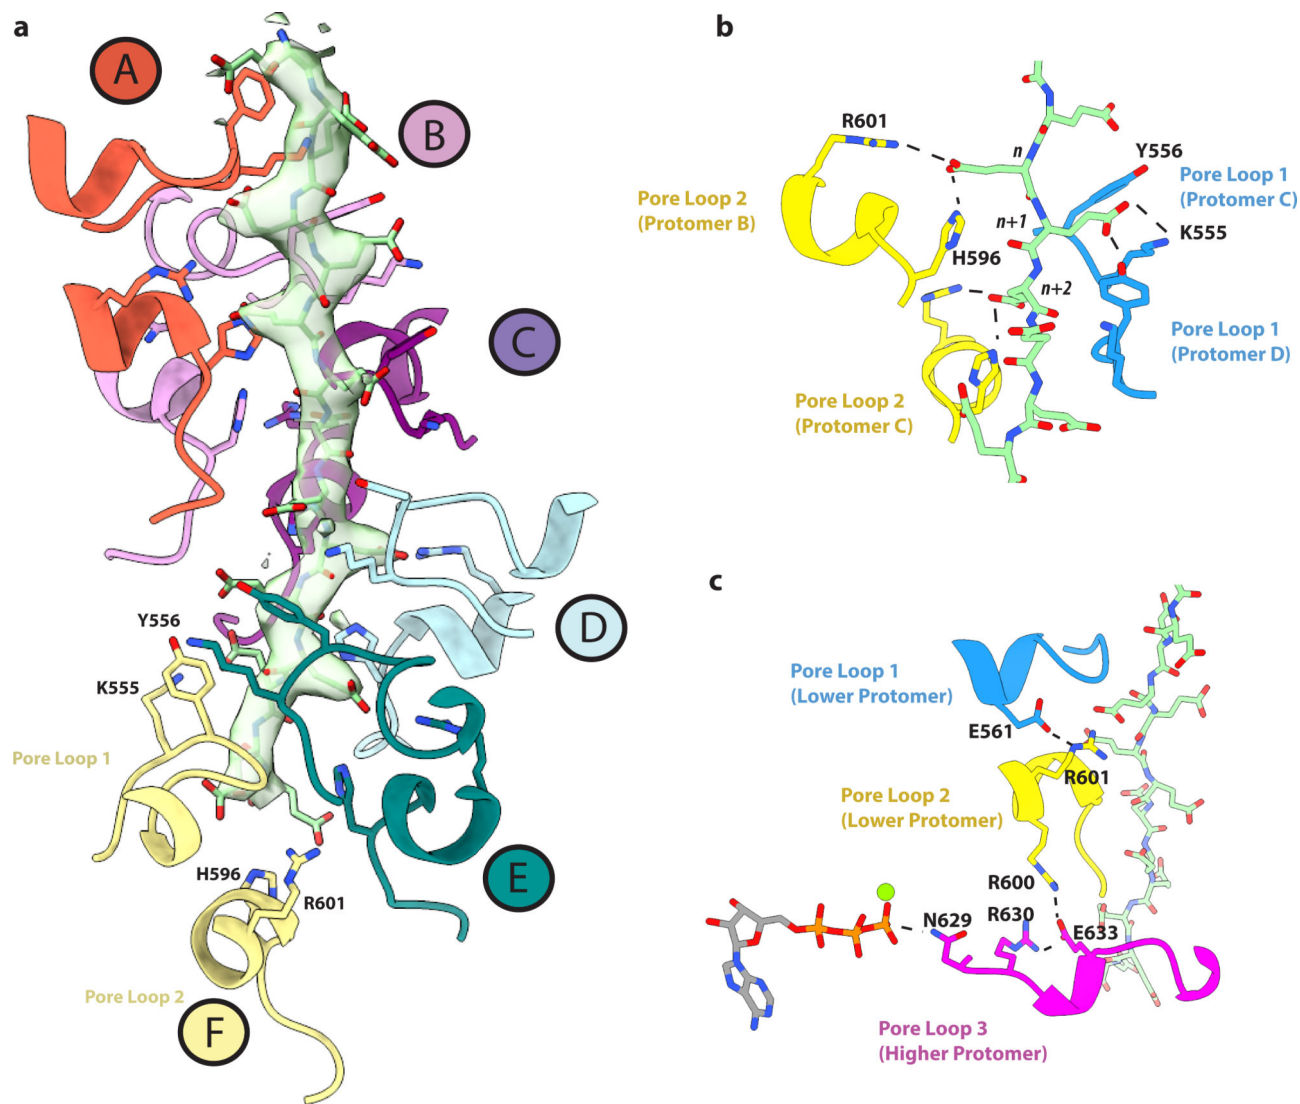 a
A
B
C
D
Y556
K555
Pore Loop 1
E
H596
R601
Pore Loop 2
F
b
R601
n
Y556
Pore Loop 1
(Protomer C)
Pore Loop 2
(Protomer B)
n+1
K555
H596
n+2
Pore Loop 1
(Protomer D)
Pore Loop 2
(Protomer C)
c
Pore Loop 1
(Lower Protomer)
E561
R601
Pore Loop 2
(Lower Protomer)
R600
N629
R630
E633
Pore Loop 3
(Higher Protomer)